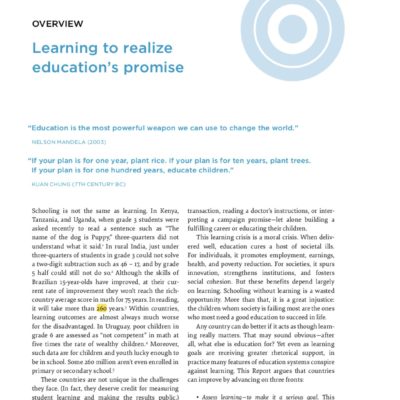 OVERVIEW
Learning to realize
education's promise
“Education is the most powerful weapon we can use to change the world.”
NELSON MANDELA (2003)
“If your plan is for one year, plant rice. If your plan is for ten years, plant trees.
If your plan is for one hundred years, educate children.”
KUAN CHUNG (7TH CENTURY BC)
Schooling is not the same as learning. In Kenya,
Tanzania, and Uganda, when grade 3 students were
asked recently to read a sentence such as “The
name of the dog is Puppy,” three-quarters did not
understand what it said.¹ In rural India, just under
three-quarters of students in grade 3 could not solve
a two-digit subtraction such as 46 – 17, and by grade
5 half could still not do so.² Although the skills of
Brazilian 15-year-olds have improved, at their cur-
rent rate of improvement they won't reach the rich-
country average score in math for 75 years. In reading,
it will take more than 260 years.³ Within countries,
learning outcomes are almost always much worse
for the disadvantaged. In Uruguay, poor children in
grade 6 are assessed as “not competent” in math at
five times the rate of wealthy children.⁴ Moreover,
such data are for children and youth lucky enough to
be in school. Some 260 million aren't even enrolled in
primary or secondary school.⁵
These countries are not unique in the challenges
they face. (In fact, they deserve credit for measuring
student learning and making the results public.)
transaction, reading a doctor's instructions, or inter-
preting a campaign promise—let alone building a
fulfilling career or educating their children.
This learning crisis is a moral crisis. When deliv-
ered well, education cures a host of societal ills.
For individuals, it promotes employment, earnings,
health, and poverty reduction. For societies, it spurs
innovation, strengthens institutions, and fosters
social cohesion. But these benefits depend largely
on learning. Schooling without learning is a wasted
opportunity. More than that, it is a great injustice:
the children whom society is failing most are the ones
who most need a good education to succeed in life.
Any country can do better if it acts as though learn-
ing really matters. That may sound obvious—after
all, what else is education for? Yet even as learning
goals are receiving greater rhetorical support, in
practice many features of education systems conspire
against learning. This Report argues that countries
can improve by advancing on three fronts:
• Assess learning—to make it a serious goal. This